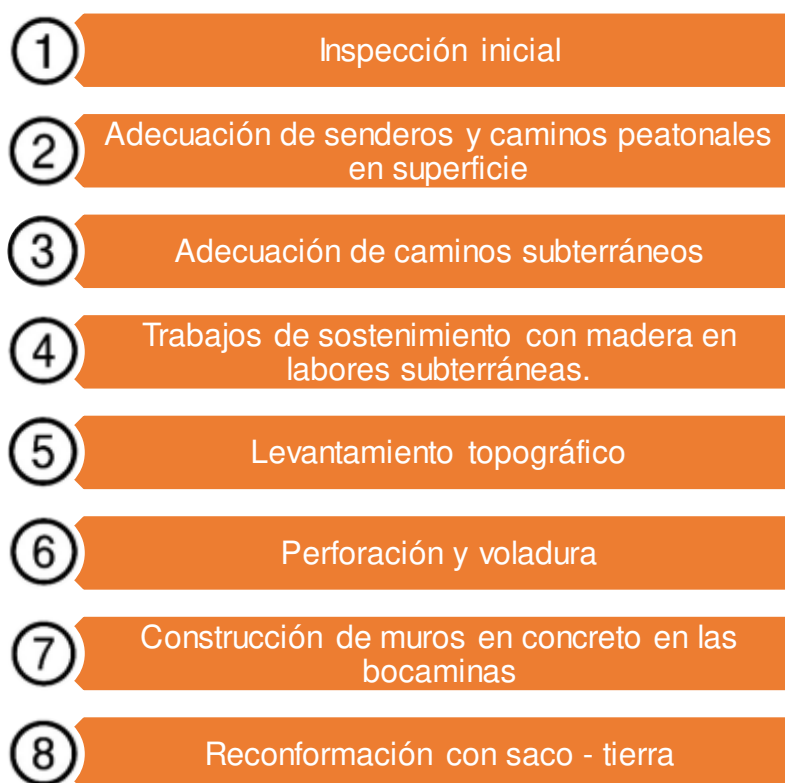 1
Inspección inicial
2
Adecuación de senderos y caminos peatonales
en superficie
3
Adecuación de caminos subterráneos
4
Trabajos de sostenimiento con madera en
labores subterráneas.
5
Levantamiento topográfico
6
Perforación y voladura
7
Construcción de muros en concreto en las
bocaminas
8
Reconformación con saco - tierra